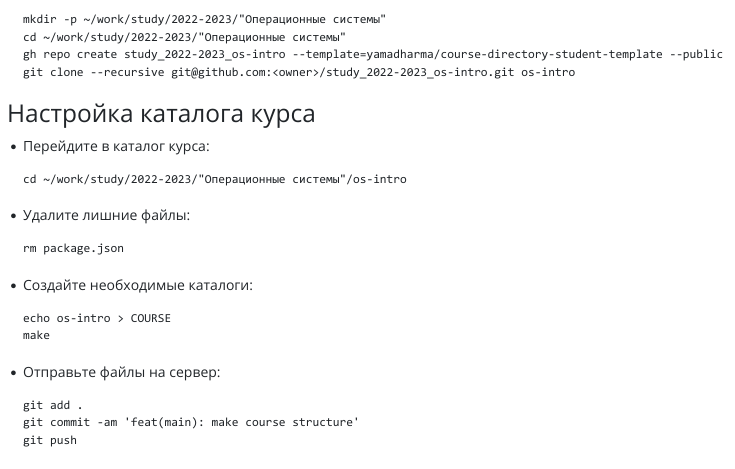 mkdir -p ~/work/study/2022-2023/"Операционные системы"
cd ~/work/study/2022-2023/"Операционные системы"
gh repo create study_2022-2023_os-intro --template=yamadharma/course-directory-student-template --public
git clone --recursive git@github.com:<owner>/study_2022-2023_os-intro.git os-intro
Настройка каталога курса
• Перейдите в каталог курса:
cd ~/work/study/2022-2023/"Операционные системы"/os-intro
• Удалите лишние файлы:
rm package.json
• Создайте необходимые каталоги:
echo os-intro > COURSE
make
• Отправьте файлы на сервер:
git add .
git commit -am 'feat(main): make course structure'
git push